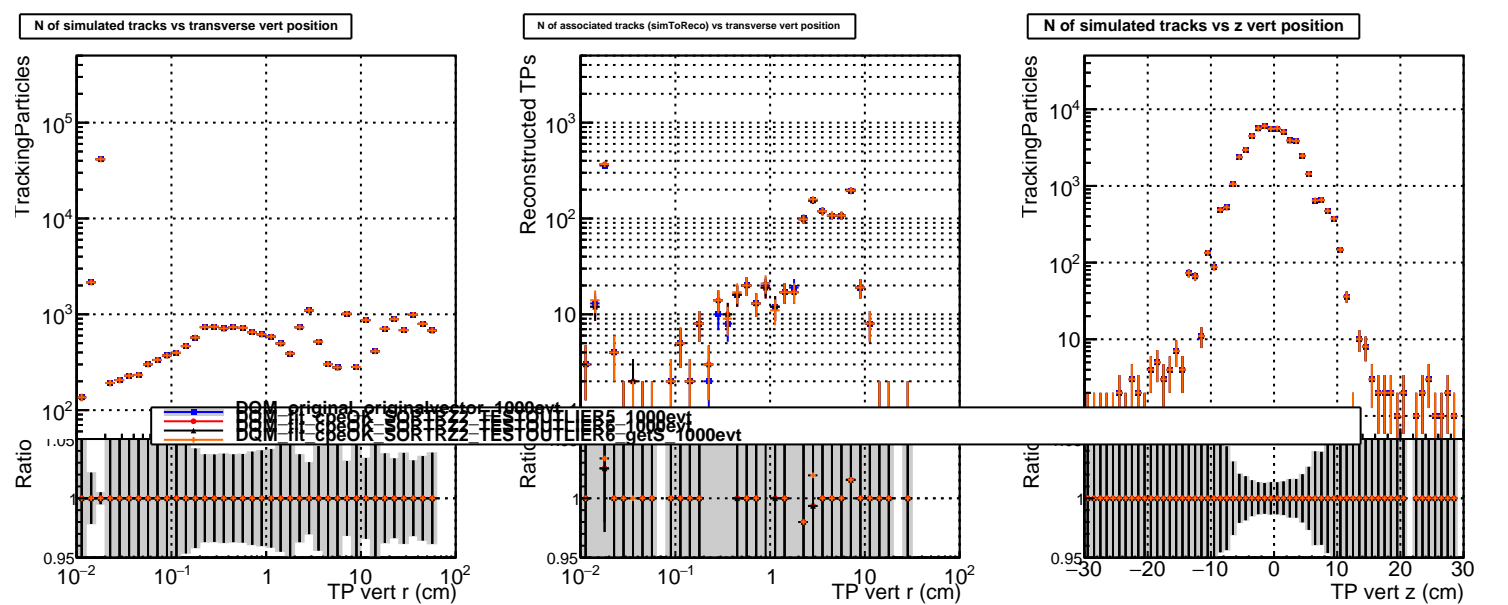 N of simulated tracks vs transverse vert position
TrackingParticles
10^5
10^4
10^3
10^2
Ratio
1.05
1
0.95
10^−2 10^−1 1 10 10^2
TP vert r (cm)
N of associated tracks (simToReco) vs transverse vert position
Reconstructed TPs
10^3
10^2
10
1
Ratio
1
0.95
10^−2 10^−1 1 10 10^2
TP vert r (cm)
N of simulated tracks vs z vert position
TrackingParticles
10^4
10^3
10^2
10
Ratio
1
0.95
−30 −20 −10 0 10 20 30
TP vert z (cm)
DQM_original_originalvector_1000evt
DQM_fit_cpeOK_SORTRZ2_TESTOUTLIER5_1000evt
DQM_fit_cpeOK_SORTRZ2_TESTOUTLIER6_1000evt
DQM_fit_cpeOK_SORTRZ2_TESTOUTLIER6_getS_1000evt